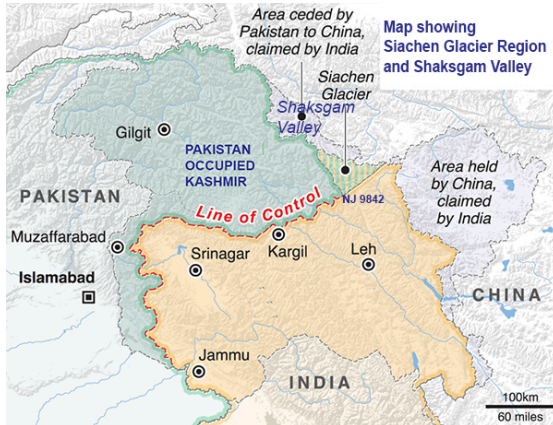 Area ceded by
Pakistan to China,
claimed by India
Map showing
Siachen Glacier Region
and Shaksgam Valley
Siachen
Glacier
Shaksgam
Valley
Gilgit
PAKISTAN
OCCUPIED
KASHMIR
Area held
by China,
claimed
by India
PAKISTAN
Line of Control
NJ 9842
Muzaffarabad
Srinagar
Kargil
Leh
Islamabad
CHINA
Jammu
INDIA
100km
60 miles